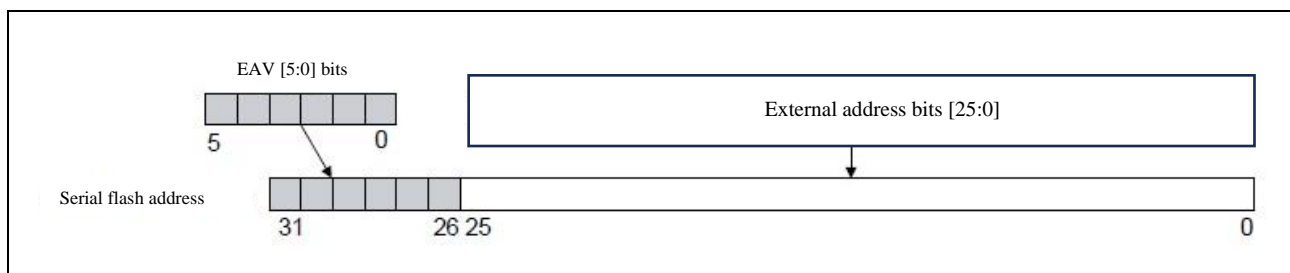 EAV [5:0] bits
External address bits [25:0]
5 0
Serial flash address
31 26 25 0